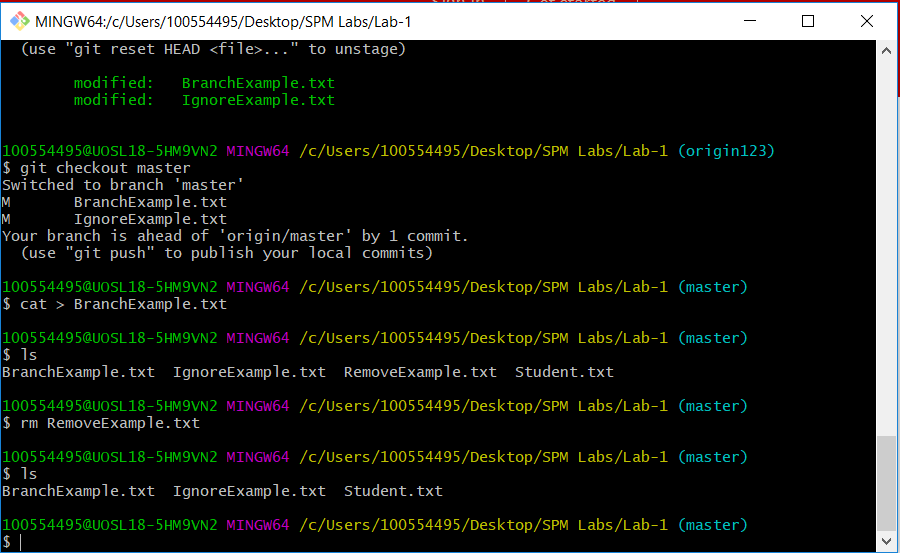 MINGW64:/c/Users/100554495/Desktop/SPM Labs/Lab-1
(use "git reset HEAD <file>..." to unstage)
modified:   BranchExample.txt
modified:   IgnoreExample.txt
100554495@UOSL18-5HM9VN2 MINGW64 /c/Users/100554495/Desktop/SPM Labs/Lab-1 (origin123)
$ git checkout master
Switched to branch 'master'
M       BranchExample.txt
M       IgnoreExample.txt
Your branch is ahead of 'origin/master' by 1 commit.
(use "git push" to publish your local commits)
100554495@UOSL18-5HM9VN2 MINGW64 /c/Users/100554495/Desktop/SPM Labs/Lab-1 (master)
$ cat > BranchExample.txt
100554495@UOSL18-5HM9VN2 MINGW64 /c/Users/100554495/Desktop/SPM Labs/Lab-1 (master)
$ ls
BranchExample.txt  IgnoreExample.txt  RemoveExample.txt  Student.txt
100554495@UOSL18-5HM9VN2 MINGW64 /c/Users/100554495/Desktop/SPM Labs/Lab-1 (master)
$ rm RemoveExample.txt
100554495@UOSL18-5HM9VN2 MINGW64 /c/Users/100554495/Desktop/SPM Labs/Lab-1 (master)
$ ls
BranchExample.txt  IgnoreExample.txt  Student.txt
100554495@UOSL18-5HM9VN2 MINGW64 /c/Users/100554495/Desktop/SPM Labs/Lab-1 (master)
$